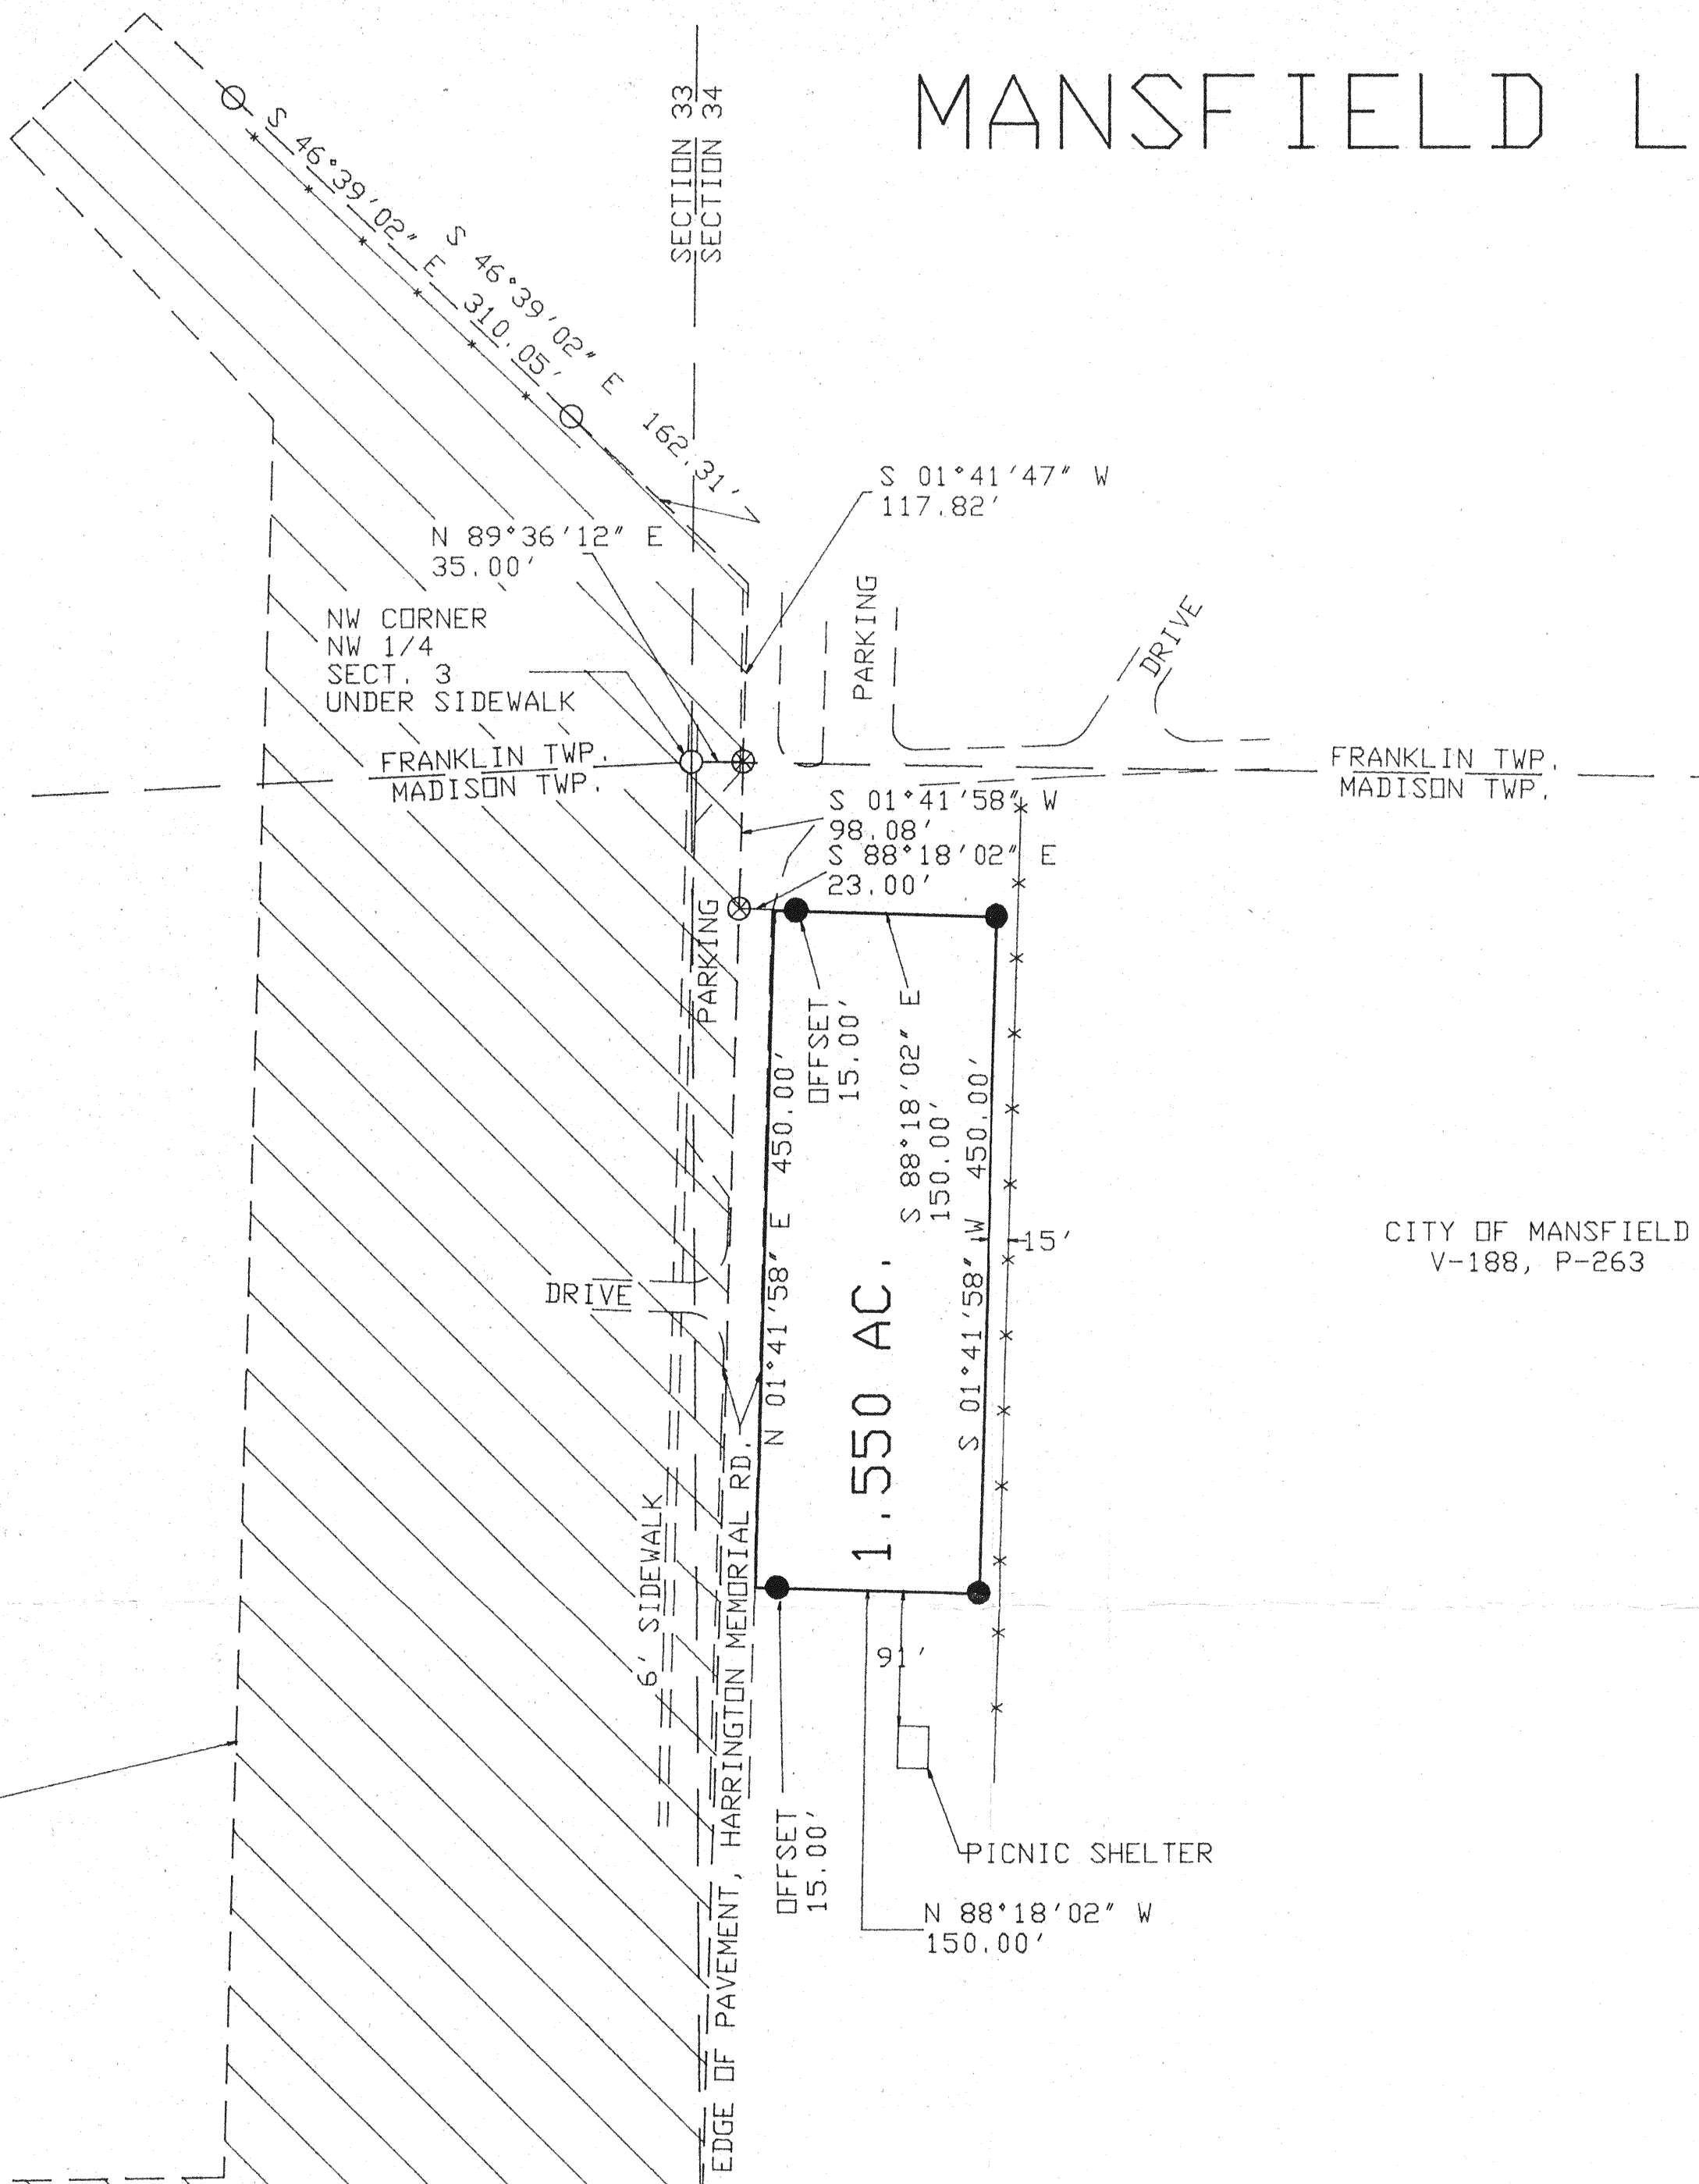 MANSFIELD L
SECTION 33
SECTION 34
S 46°39'02" E 310.05'
S 46°39'02" E 162.31'
S 01°41'47" W
117.82'
N 89°36'12" E
35.00'
NW CORNER
NW 1/4
SECT. 3
UNDER SIDEWALK
PARKING
DRIVE
FRANKLIN TWP.
MADISON TWP.
FRANKLIN TWP.
MADISON TWP.
S 01°41'58" W
98.08'
S 88°18'02" E
23.00'
PARKING
OFFSET
15.00'
S 88°18'02" E
150.00'
N 01°41'58" E 450.00'
S 01°41'58" W 450.00'
15'
CITY OF MANSFIELD
V-188, P-263
DRIVE
1.550 AC.
6' SIDEWALK
EDGE OF PAVEMENT, HARRINGTON MEMORIAL RD.
91'
OFFSET
15.00'
PICNIC SHELTER
N 88°18'02" W
150.00'